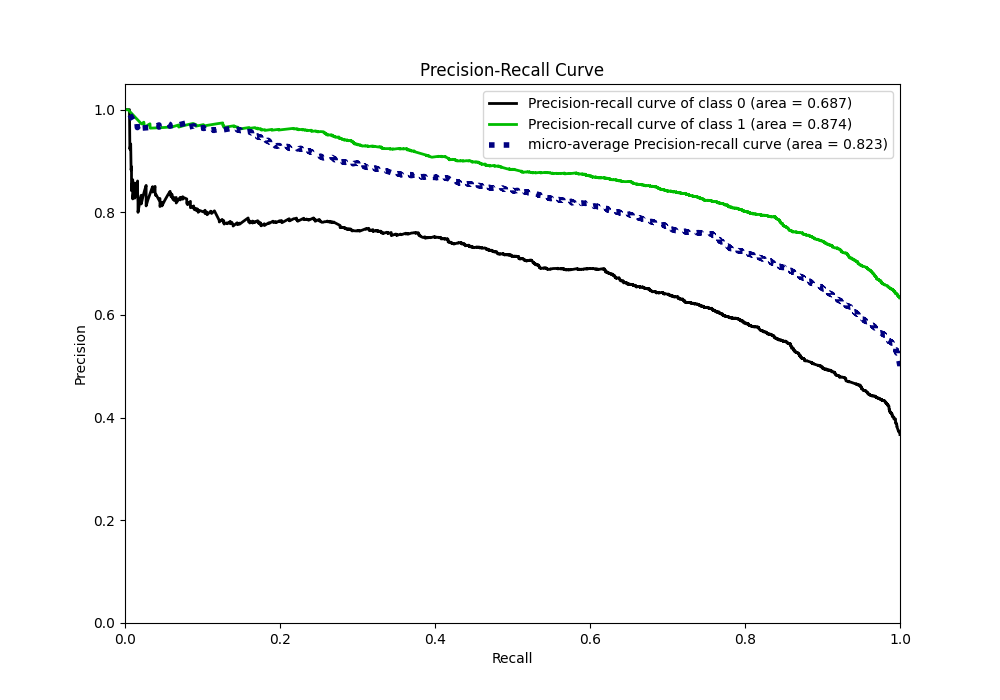 Precision-Recall Curve
Precision-recall curve of class 0 (area = 0.687)
Precision-recall curve of class 1 (area = 0.874)
micro-average Precision-recall curve (area = 0.823)
1.0
0.8
0.6
0.4
0.2
0.0
Precision
0.0 0.2 0.4 0.6 0.8 1.0
Recall